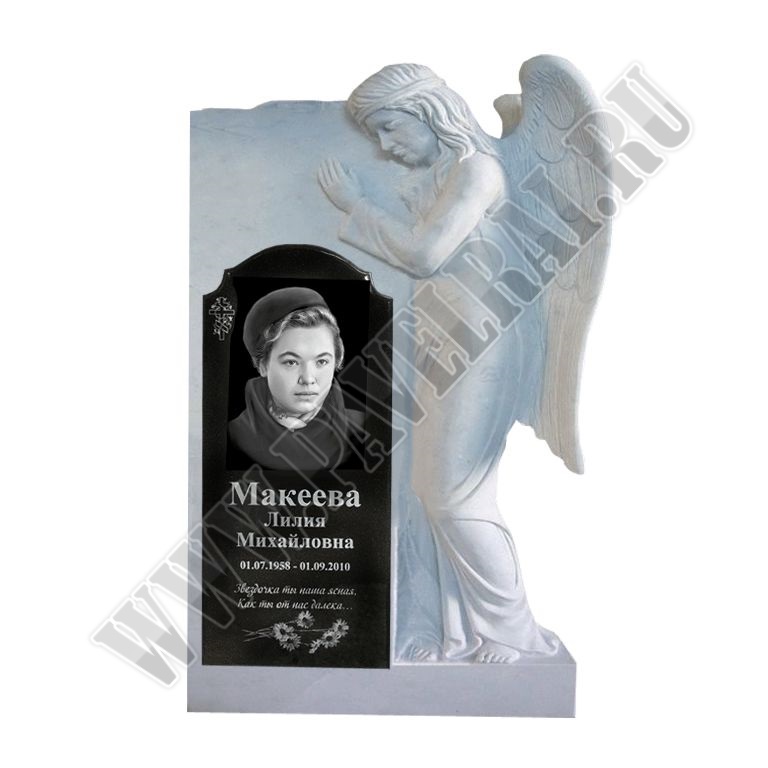 Макеева
Лилия
Михайловна
01.07.1958 - 01.09.2010
Звездочка ты наша ясная,
Как ты от нас далека...
WWW.PAVELRAI.RU